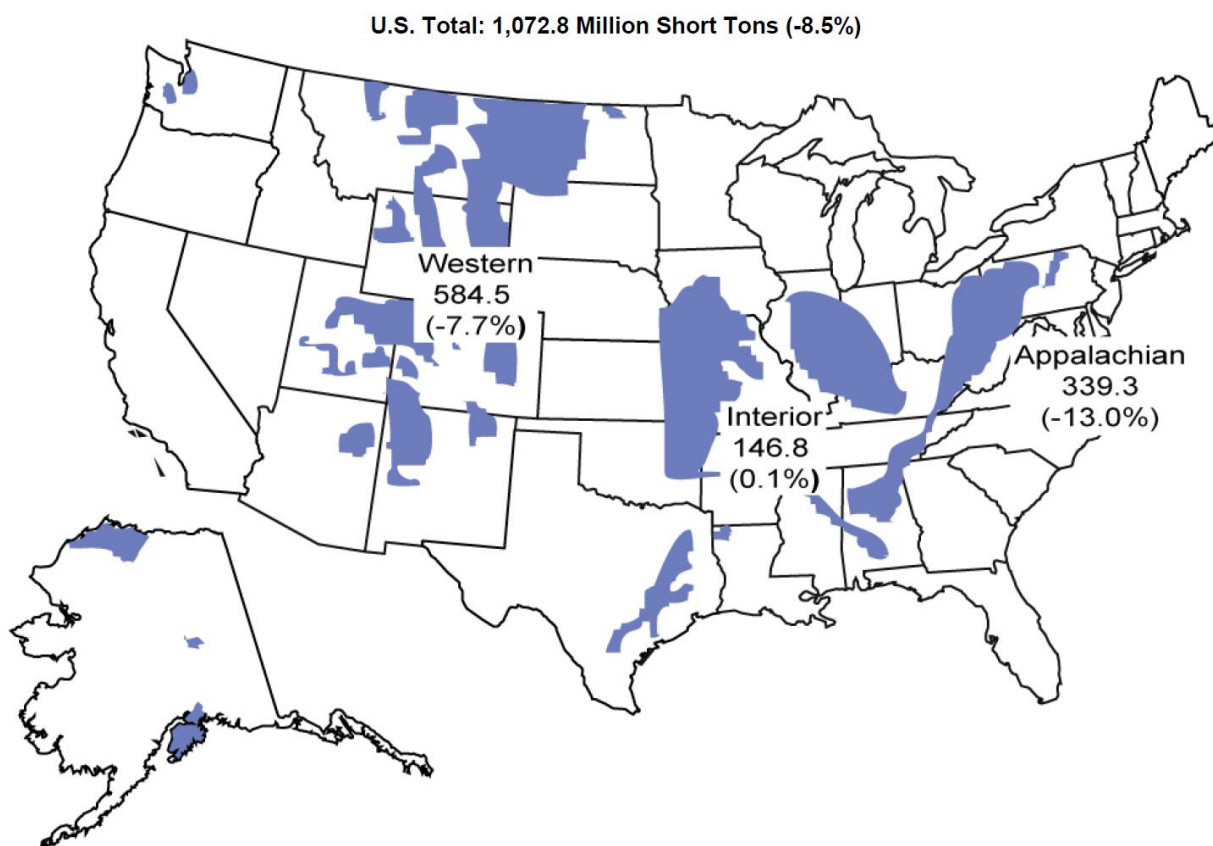 U.S. Total: 1,072.8 Million Short Tons (-8.5%)
Western
584.5
(-7.7%)
Appalachian
339.3
(-13.0%)
Interior
146.8
(0.1%)